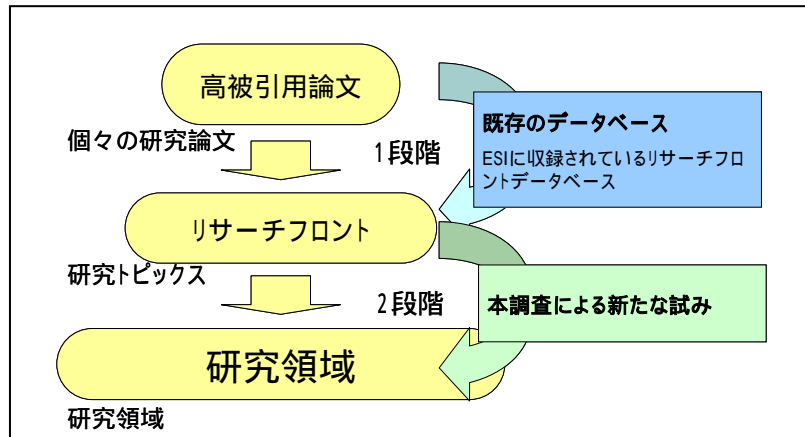 高被引用論文
個々の研究論文
1段階
既存のデータベース
ESIに収録されているリサーチフロ
ントデータベース
リサーチフロント
研究トピックス
2段階
本調査による新たな試み
研究領域
研究領域